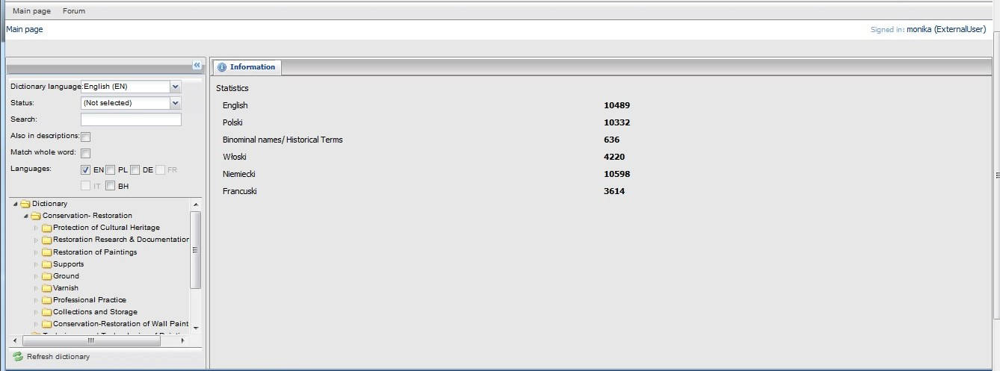 Main page Forum
Main page Signed in: monika (ExternalUser)
Information
Dictionary language: English (EN)
Status: (Not selected)
Search:
Also in descriptions:
Match whole word:
Languages: EN PL DE FR
IT BH
Dictionary
Conservation- Restoration
Protection of Cultural Heritage
Restoration Research & Documentation
Restoration of Paintings
Supports
Ground
Varnish
Professional Practice
Collections and Storage
Conservation-Restoration of Wall Paint
Refresh dictionary
Statistics
English 10489
Polski 10332
Binominal names/ Historical Terms 636
Włoski 4220
Niemiecki 10598
Francuski 3614